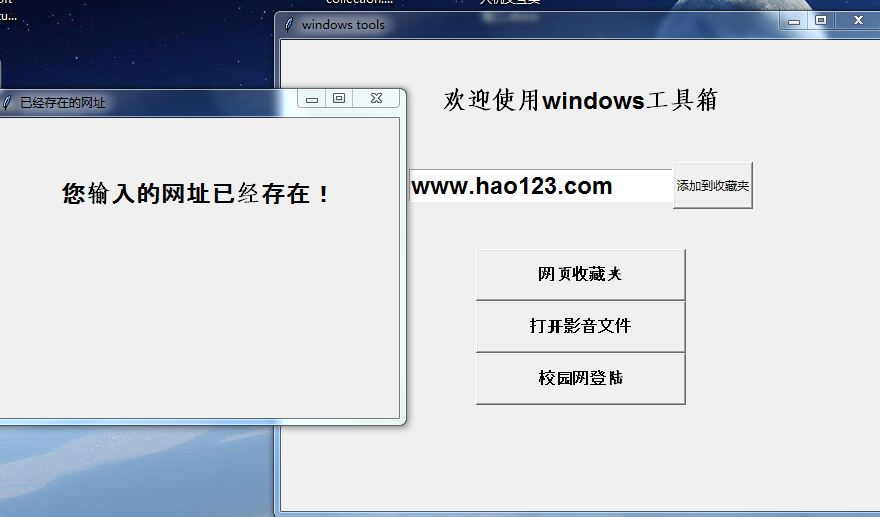 collection....
windows tools
已经存在的网址
欢迎使用windows工具箱
您输入的网址已经存在！
www.hao123.com
添加到收藏夹
网页收藏夹
打开影音文件
校园网登陆